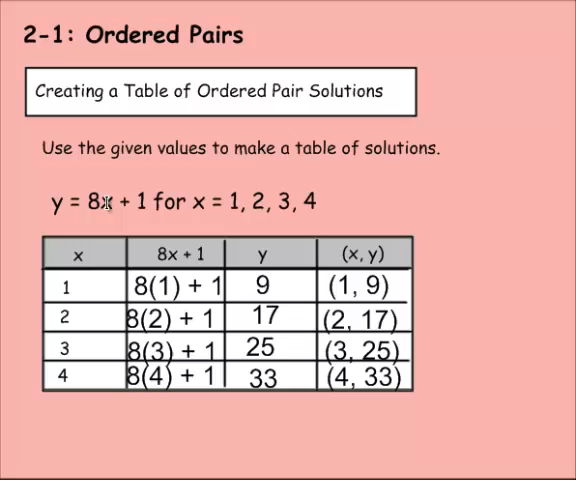 2-1: Ordered Pairs
Creating a Table of Ordered Pair Solutions
Use the given values to make a table of solutions.
y = 8x + 1 for x = 1, 2, 3, 4
x 8x + 1 y (x, y)
1 8(1) + 1 9 (1, 9)
2 8(2) + 1 17 (2, 17)
3 8(3) + 1 25 (3, 25)
4 8(4) + 1 33 (4, 33)